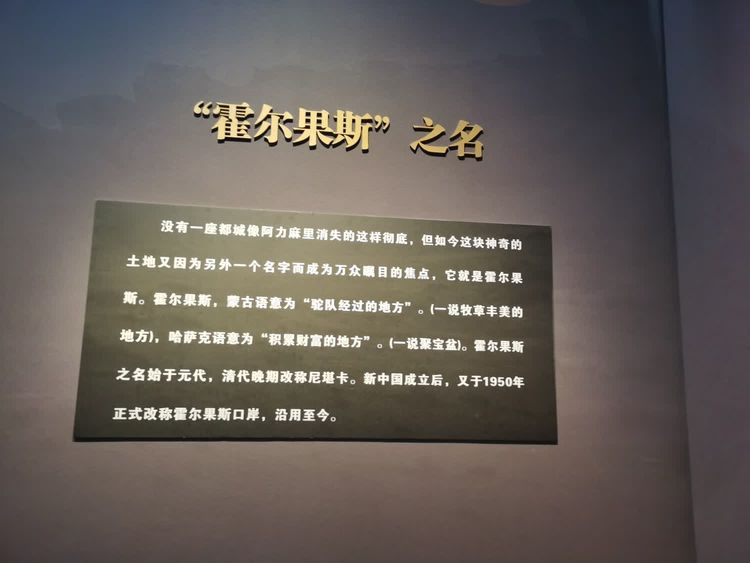 “霍尔果斯”之名
没有一座都城像阿力麻里消失的这样彻底，但如今这块神奇的
土地又因为另外一个名字而成为万众瞩目的焦点，它就是霍尔果
斯。霍尔果斯，蒙古语意为“驼队经过的地方”。(一说牧草丰美的
地方)，哈萨克语意为“积累财富的地方”。(一说聚宝盆)。霍尔果斯
之名始于元代，清代晚期改称尼堪卡。新中国成立后，又于1950年
正式改称霍尔果斯口岸，沿用至今。